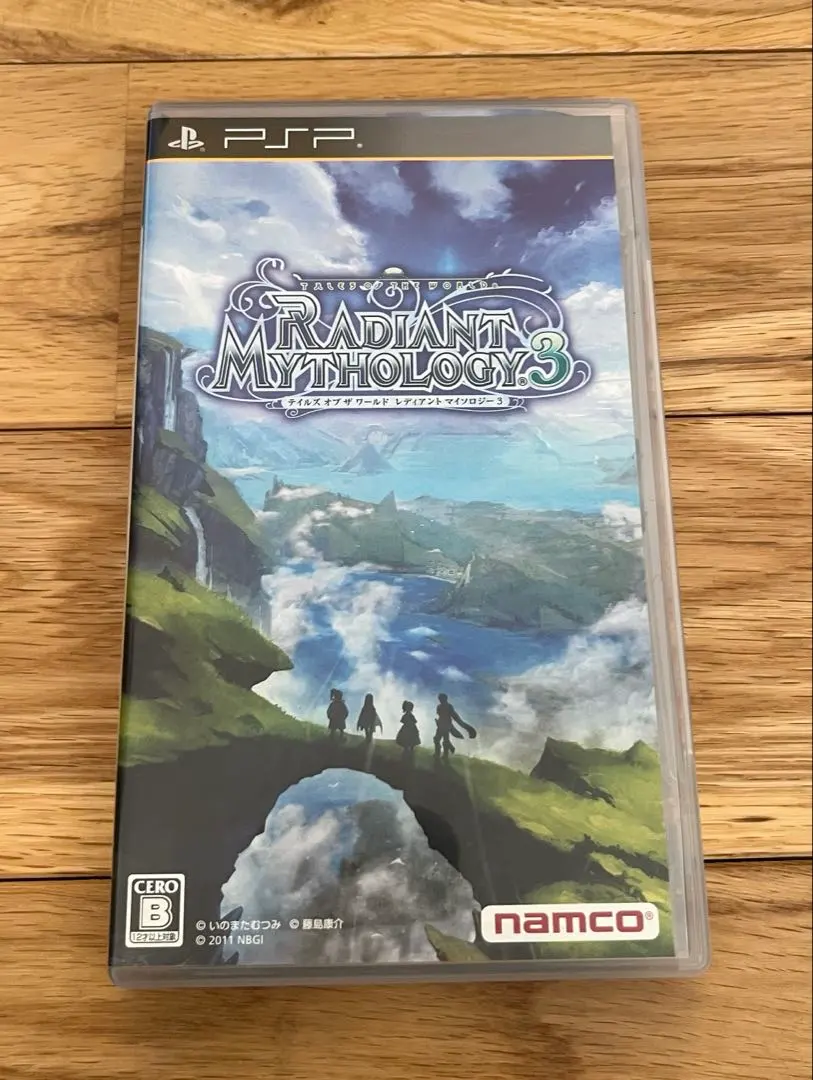 PSP®
TALES OF THE WORLD®
RADIANT
MYTHOLOGY® 3
テイルズ オブ ザ ワールド レディアント マイソロジー 3
CERO
B
12才以上対象
© いのまたむつみ © 藤島康介
© 2011 NBGI
namco®